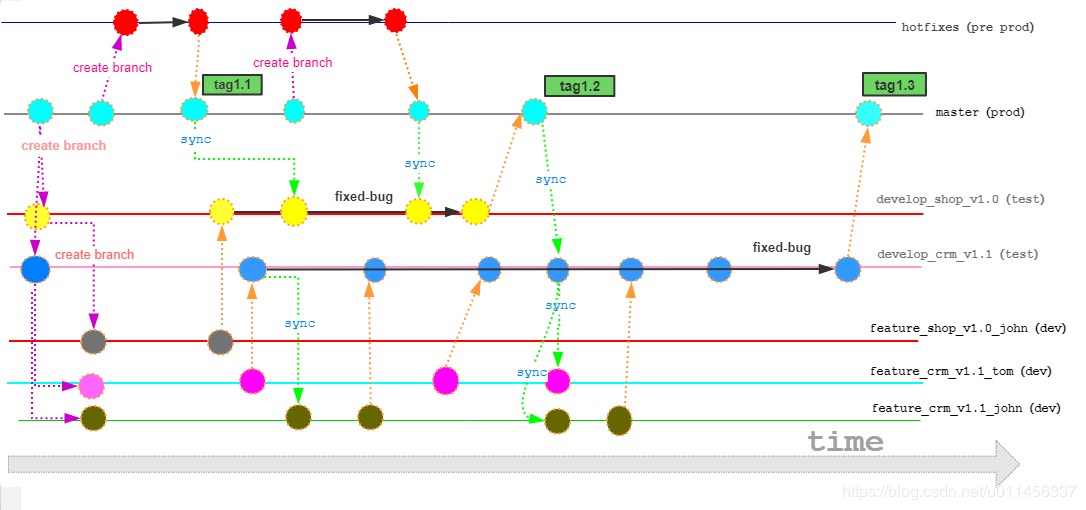 hotfixes (pre prod)
create branch
create branch
tag1.1
tag1.2
tag1.3
master (prod)
create branch
sync
sync
sync
fixed-bug
develop_shop_v1.0 (test)
create branch
fixed-bug
develop_crm_v1.1 (test)
sync
sync
feature_shop_v1.0_john (dev)
sync
feature_crm_v1.1_tom (dev)
feature_crm_v1.1_john (dev)
time
https://blog.csdn.net/u011456337